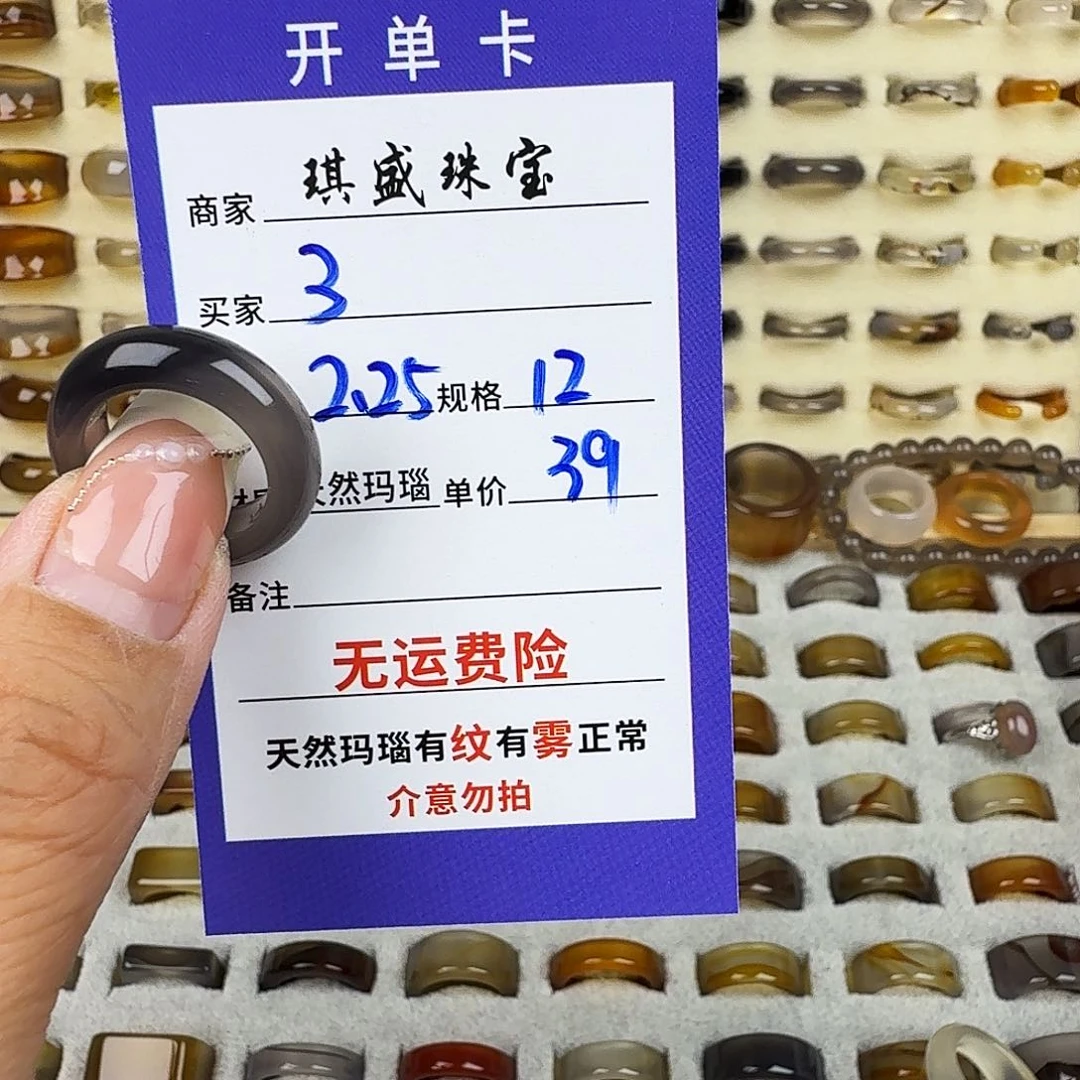 开单卡
商家 琪盛珠宝
买家 3
2.25 规格 12
然玛瑙 单价 39
备注
无运费险
天然玛瑙有纹有雾正常
介意勿拍